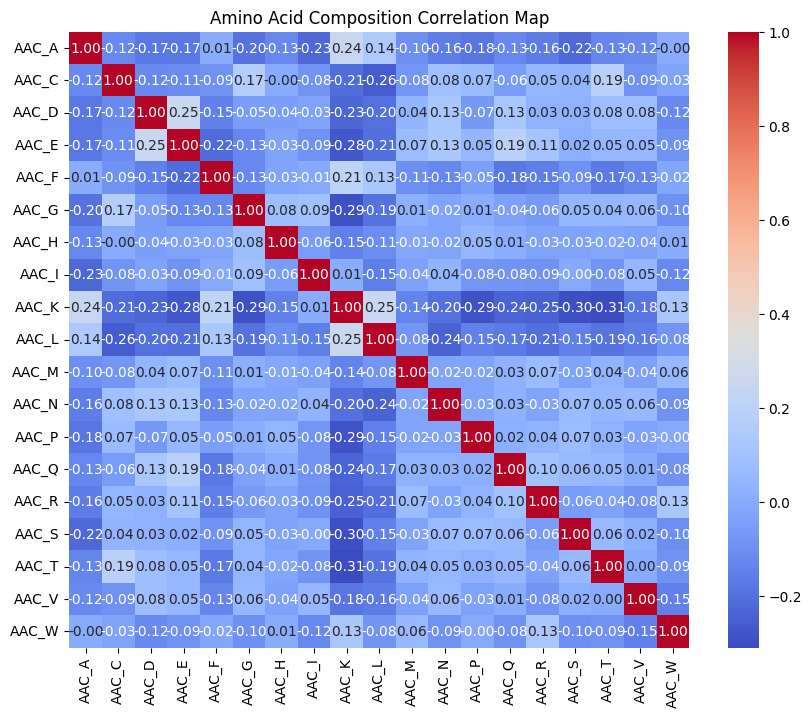 Amino Acid Composition Correlation Map
AAC_A 1.00 -0.12 -0.17 -0.17 0.01 -0.20 -0.13 -0.23 0.24 0.14 -0.10 -0.16 -0.18 -0.13 -0.16 -0.22 -0.13 -0.12 -0.00
AAC_C -0.12 1.00 -0.12 -0.11 -0.09 0.17 -0.00 -0.08 -0.21 -0.26 -0.08 0.08 0.07 -0.06 0.05 0.04 0.19 -0.09 -0.03
AAC_D -0.17 -0.12 1.00 0.25 -0.15 -0.05 -0.04 -0.03 -0.23 -0.20 0.04 0.13 -0.07 0.13 0.03 0.03 0.08 0.08 -0.12
AAC_E -0.17 -0.11 0.25 1.00 -0.22 -0.13 -0.03 -0.09 -0.28 -0.21 0.07 0.13 0.05 0.19 0.11 0.02 0.05 0.05 -0.09
AAC_F 0.01 -0.09 -0.15 -0.22 1.00 -0.13 -0.03 -0.01 0.21 0.13 -0.11 -0.13 -0.05 -0.18 -0.15 -0.09 -0.17 -0.13 -0.02
AAC_G -0.20 0.17 -0.05 -0.13 -0.13 1.00 0.08 0.09 -0.29 -0.19 0.01 -0.02 0.01 -0.04 -0.06 0.05 0.04 0.06 -0.10
AAC_H -0.13 -0.00 -0.04 -0.03 -0.03 0.08 1.00 -0.06 -0.15 -0.11 -0.01 -0.02 0.05 0.01 -0.03 -0.03 -0.02 -0.04 0.01
AAC_I -0.23 -0.08 -0.03 -0.09 -0.01 0.09 -0.06 1.00 0.01 -0.15 -0.04 0.04 -0.08 -0.08 -0.09 -0.00 -0.08 0.05 -0.12
AAC_K 0.24 -0.21 -0.23 -0.28 0.21 -0.29 -0.15 0.01 1.00 0.25 -0.14 -0.20 -0.29 -0.24 -0.25 -0.30 -0.31 -0.18 0.13
AAC_L 0.14 -0.26 -0.20 -0.21 0.13 -0.19 -0.11 -0.15 0.25 1.00 -0.08 -0.24 -0.15 -0.17 -0.21 -0.15 -0.19 -0.16 -0.08
AAC_M -0.10 -0.08 0.04 0.07 -0.11 0.01 -0.01 -0.04 -0.14 -0.08 1.00 -0.02 -0.02 0.03 0.07 -0.03 0.04 -0.04 0.06
AAC_N -0.16 0.08 0.13 0.13 -0.13 -0.02 -0.02 0.04 -0.20 -0.24 -0.02 1.00 -0.03 0.03 -0.03 0.07 0.05 0.06 -0.09
AAC_P -0.18 0.07 -0.07 0.05 -0.05 0.01 0.05 -0.08 -0.29 -0.15 -0.02 -0.03 1.00 0.02 0.04 0.07 0.03 -0.03 -0.00
AAC_Q -0.13 -0.06 0.13 0.19 -0.18 -0.04 0.01 -0.08 -0.24 -0.17 0.03 0.03 0.02 1.00 0.10 0.06 0.05 0.01 -0.08
AAC_R -0.16 0.05 0.03 0.11 -0.15 -0.06 -0.03 -0.09 -0.25 -0.21 0.07 -0.03 0.04 0.10 1.00 -0.06 -0.04 -0.08 0.13
AAC_S -0.22 0.04 0.03 0.02 -0.09 0.05 -0.03 -0.00 -0.30 -0.15 -0.03 0.07 0.07 0.06 -0.06 1.00 0.06 0.02 -0.10
AAC_T -0.13 0.19 0.08 0.05 -0.17 0.04 -0.02 -0.08 -0.31 -0.19 0.04 0.05 0.03 0.05 -0.04 0.06 1.00 0.00 -0.09
AAC_V -0.12 -0.09 0.08 0.05 -0.13 0.06 -0.04 0.05 -0.18 -0.16 -0.04 0.06 -0.03 0.01 -0.08 0.02 0.00 1.00 -0.15
AAC_W -0.00 -0.03 -0.12 -0.09 -0.02 -0.10 0.01 -0.12 0.13 -0.08 0.06 -0.09 -0.00 -0.08 0.13 -0.10 -0.09 -0.15 1.00
AAC_A AAC_C AAC_D AAC_E AAC_F AAC_G AAC_H AAC_I AAC_K AAC_L AAC_M AAC_N AAC_P AAC_Q AAC_R AAC_S AAC_T AAC_V AAC_W
1.0
0.8
0.6
0.4
0.2
0.0
−0.2